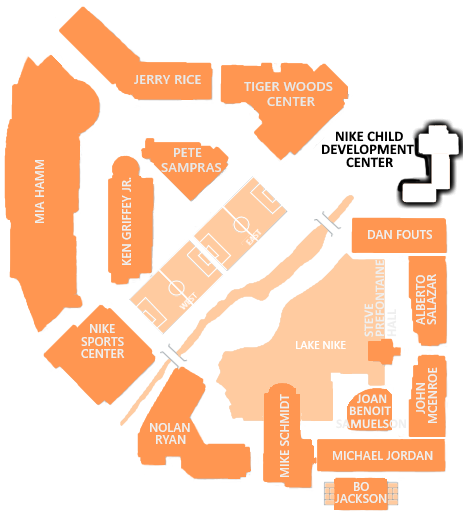 JERRY RICE
TIGER WOODS
CENTER
NIKE CHILD
DEVELOPMENT
CENTER
PETE
SAMPRAS
MIA HAMM
KEN GRIFFEY JR.
EAST
WEST
DAN FOUTS
STEVE
PREFONTAINE
HALL
ALBERTO
SALAZAR
NIKE
SPORTS
CENTER
LAKE NIKE
JOHN
MCENROE
JOAN
BENOIT
SAMUELSON
NOLAN
RYAN
MIKE SCHMIDT
MICHAEL JORDAN
BO
JACKSON